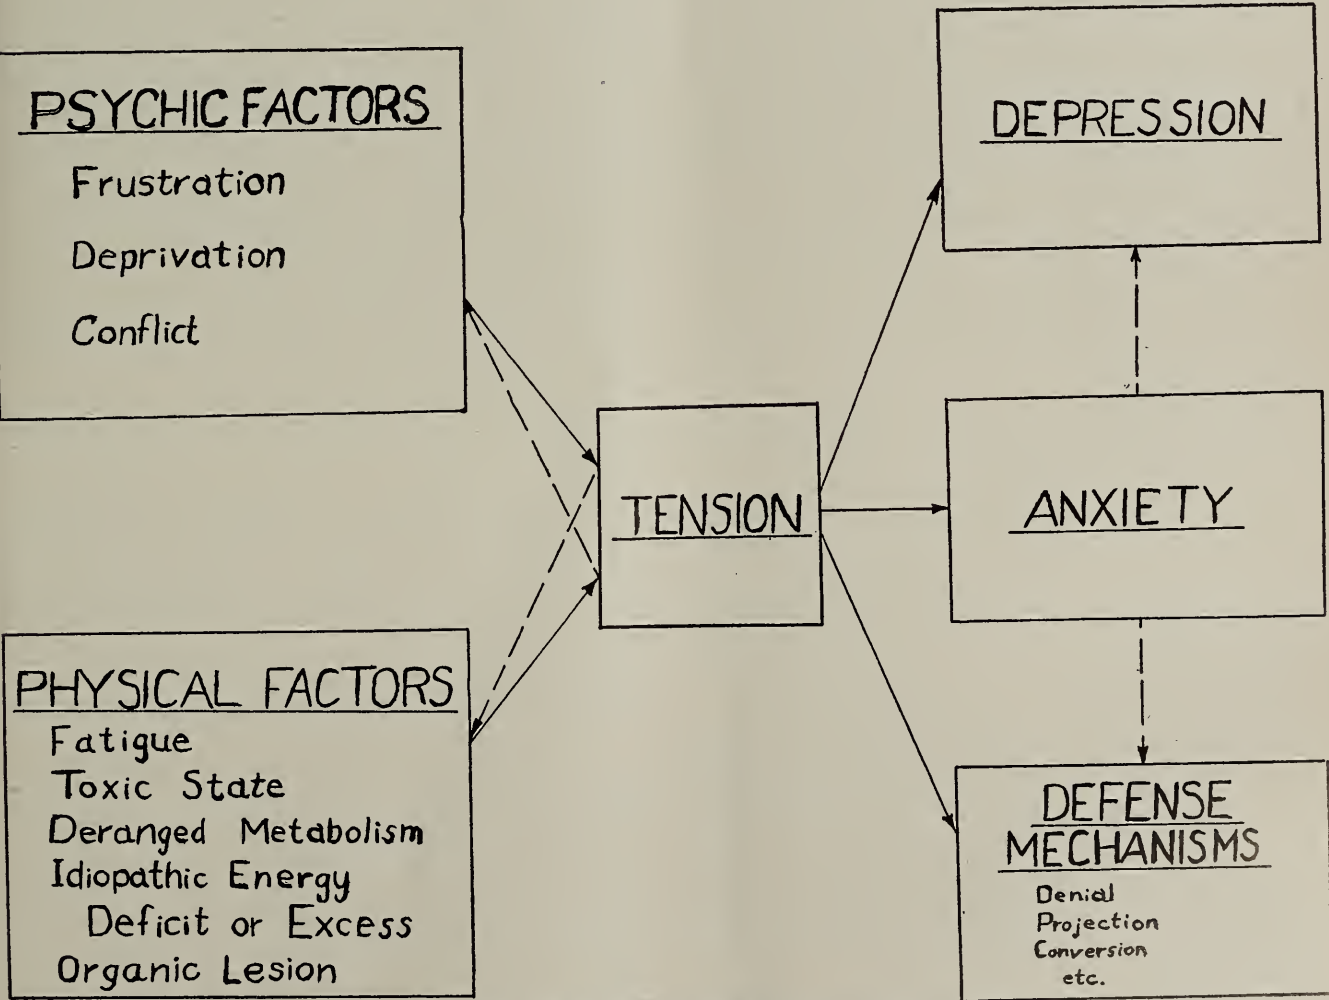 PSYCHIC FACTORS
Frustration
Deprivation
Conflict
PHYSICAL FACTORS
Fatigue
Toxic State
Deranged Metabolism
Idiopathic Energy
Deficit or Excess
Organic Lesion
TENSION
DEPRESSION
ANXIETY
DEFENSE
MECHANISMS
Denial
Projection
Conversion
etc.